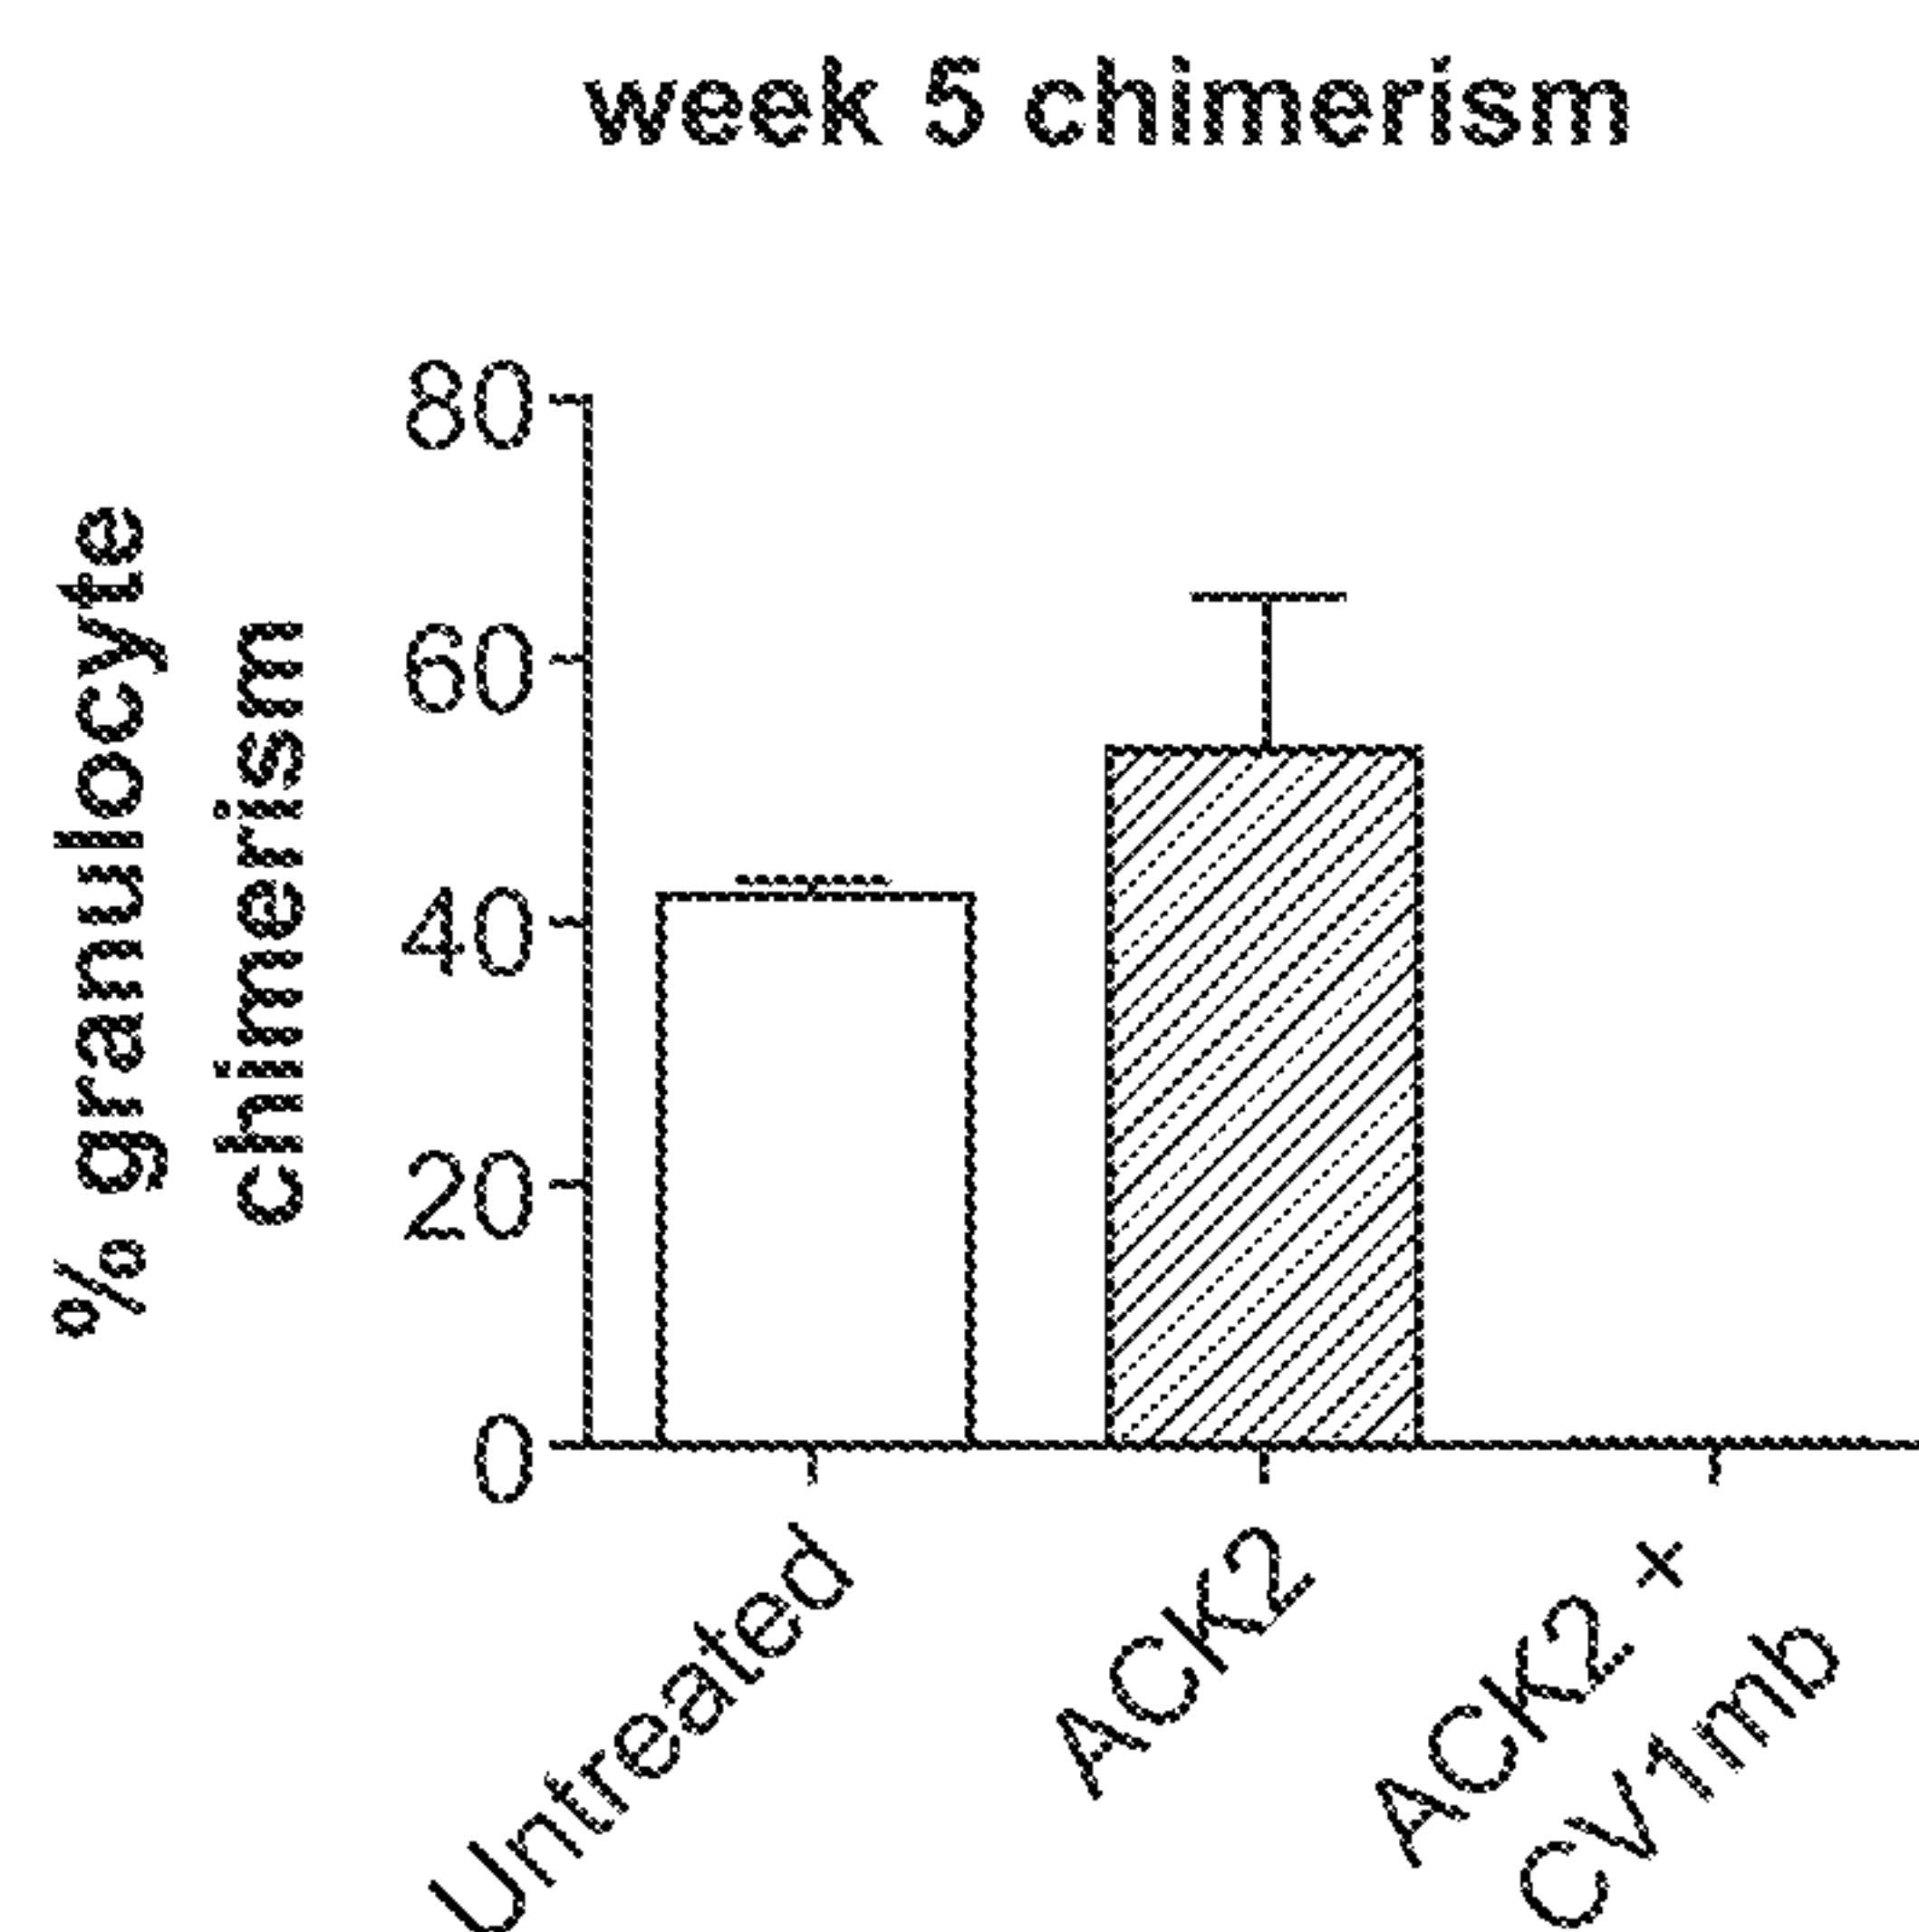 week 5 chimerism
% granulocyte
chimerism
80
60
40
20
0
Untreated
ACK2
ACK2 +
CV1mb